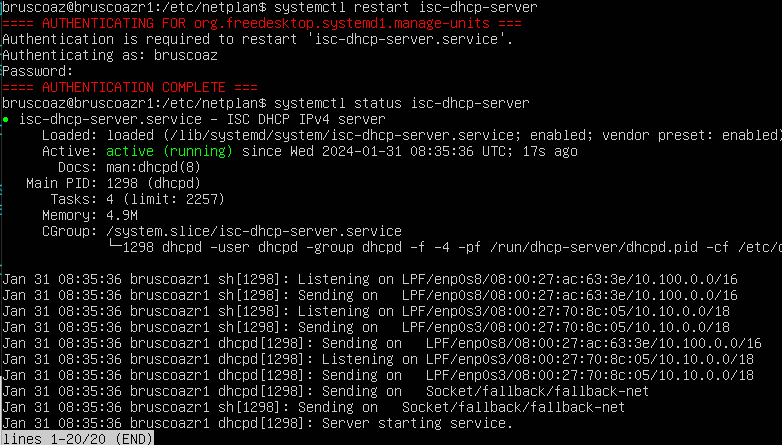 bruscoaz@bruscoazr1:/etc/netplan$ systemctl restart isc-dhcp-server
==== AUTHENTICATING FOR org.freedesktop.systemd1.manage-units ===
Authentication is required to restart 'isc-dhcp-server.service'.
Authenticating as: bruscoaz
Password:
==== AUTHENTICATION COMPLETE ===
bruscoaz@bruscoazr1:/etc/netplan$ systemctl status isc-dhcp-server
● isc-dhcp-server.service - ISC DHCP IPv4 server
Loaded: loaded (/lib/systemd/system/isc-dhcp-server.service; enabled; vendor preset: enabled)
Active: active (running) since Wed 2024-01-31 08:35:36 UTC; 17s ago
Docs: man:dhcpd(8)
Main PID: 1298 (dhcpd)
Tasks: 4 (limit: 2257)
Memory: 4.9M
CGroup: /system.slice/isc-dhcp-server.service
└─1298 dhcpd -user dhcpd -group dhcpd -f -4 -pf /run/dhcp-server/dhcpd.pid -cf /etc/
Jan 31 08:35:36 bruscoazr1 sh[1298]: Listening on LPF/enp0s8/08:00:27:ac:63:3e/10.100.0.0/16
Jan 31 08:35:36 bruscoazr1 sh[1298]: Sending on   LPF/enp0s8/08:00:27:ac:63:3e/10.100.0.0/16
Jan 31 08:35:36 bruscoazr1 sh[1298]: Listening on LPF/enp0s3/08:00:27:70:8c:05/10.10.0.0/18
Jan 31 08:35:36 bruscoazr1 sh[1298]: Sending on   LPF/enp0s3/08:00:27:70:8c:05/10.10.0.0/18
Jan 31 08:35:36 bruscoazr1 dhcpd[1298]: Sending on   LPF/enp0s8/08:00:27:ac:63:3e/10.100.0.0/16
Jan 31 08:35:36 bruscoazr1 dhcpd[1298]: Listening on LPF/enp0s3/08:00:27:70:8c:05/10.10.0.0/18
Jan 31 08:35:36 bruscoazr1 dhcpd[1298]: Sending on   LPF/enp0s3/08:00:27:70:8c:05/10.10.0.0/18
Jan 31 08:35:36 bruscoazr1 dhcpd[1298]: Sending on   Socket/fallback/fallback-net
Jan 31 08:35:36 bruscoazr1 sh[1298]: Sending on   Socket/fallback/fallback-net
Jan 31 08:35:36 bruscoazr1 dhcpd[1298]: Server starting service.
lines 1-20/20 (END)